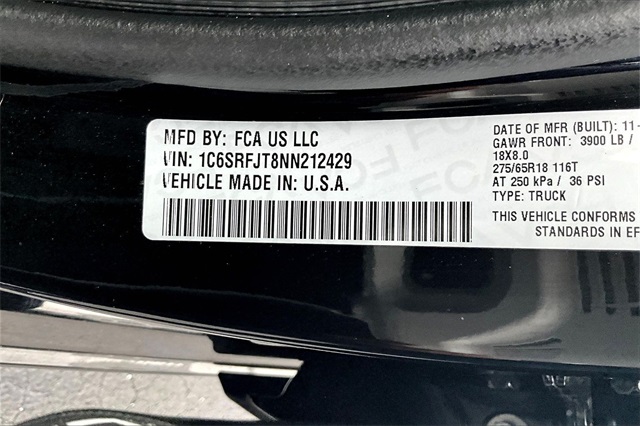 MFD BY: FCA US LLC
VIN: 1C6SRFJT8NN212429
VEHICLE MADE IN: U.S.A.
DATE OF MFR (BUILT): 11-
GAWR FRONT: 3900 LB /
18X8.0
275/65R18 116T
AT 250 kPa / 36 PSI
TYPE: TRUCK
THIS VEHICLE CONFORMS
STANDARDS IN EF